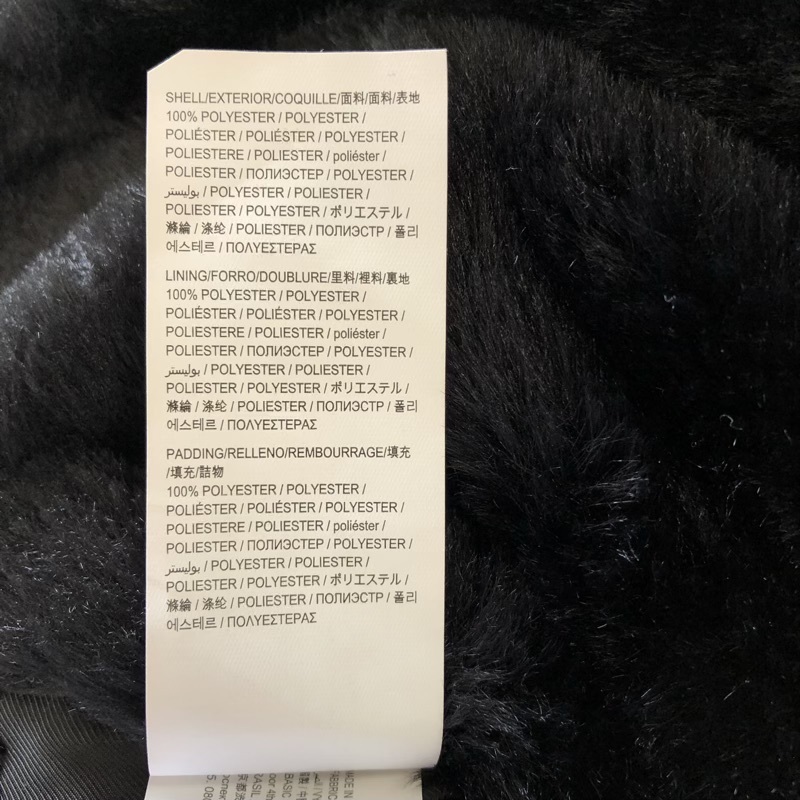 SHELL/EXTERIOR/COQUILLE/面料/面料/表地
100% POLYESTER / POLYESTER /
POLIÉSTER / POLIÉSTER / POLYESTER /
POLIESTERE / POLIESTER / poliéster /
POLIESTER / ПОЛИЭСТЕР / POLYESTER /
بوليستر / POLYESTER / POLIESTER /
POLIESTER / POLYESTER / ポリエステル /
滌綸 / 涤纶 / POLIESTER / ПОЛИЭСТР / 폴리
에스테르 / ΠΟΛΥΕΣΤΕΡΑΣ
LINING/FORRO/DOUBLURE/里料/裡料/裏地
100% POLYESTER / POLYESTER /
POLIÉSTER / POLIÉSTER / POLYESTER /
POLIESTERE / POLIESTER / poliéster /
POLIESTER / ПОЛИЭСТЕР / POLYESTER /
بوليستر / POLYESTER / POLIESTER /
POLIESTER / POLYESTER / ポリエステル /
滌綸 / 涤纶 / POLIESTER / ПОЛИЭСТР / 폴리
에스테르 / ΠΟΛΥΕΣΤΕΡΑΣ
PADDING/RELLENO/REMBOURRAGE/填充
/填充/詰物
100% POLYESTER / POLYESTER /
POLIÉSTER / POLIÉSTER / POLYESTER /
POLIESTERE / POLIESTER / poliéster /
POLIESTER / ПОЛИЭСТЕР / POLYESTER /
بوليستر / POLYESTER / POLIESTER /
POLIESTER / POLYESTER / ポリエステル /
滌綸 / 涤纶 / POLIESTER / ПОЛИЭСТР / 폴리
에스테르 / ΠΟΛΥΕΣΤΕΡΑΣ
MADE IN